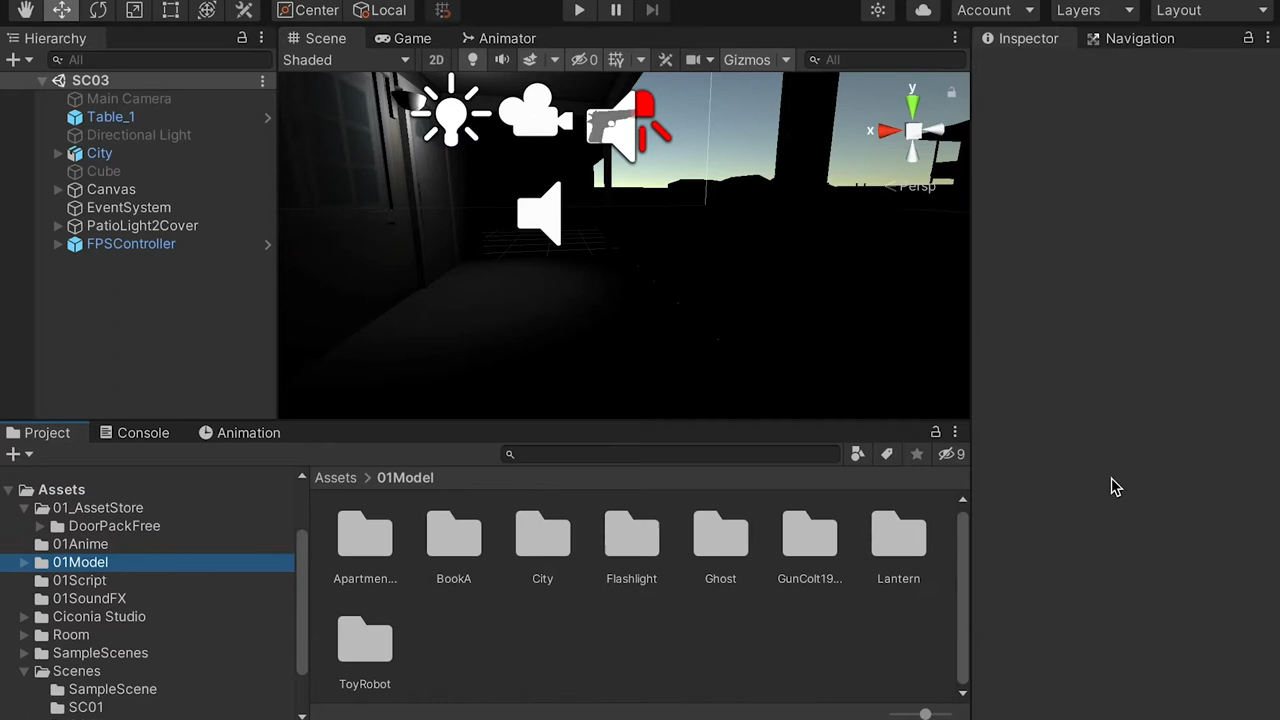 Center
Local
Account
Layers
Layout
Hierarchy
Scene
Game
Animator
Inspector
Navigation
All
Shaded
2D
0
Gizmos
All
SC03
Main Camera
Table_1
Directional Light
City
Cube
Canvas
EventSystem
PatioLight2Cover
FPSController
y
x
Persp
Project
Console
Animation
9
Assets
01_AssetStore
DoorPackFree
01Anime
01Model
01Script
01SoundFX
Ciconia Studio
Room
SampleScenes
Scenes
SampleScene
SC01
Assets > 01Model
Apartmen...
BookA
City
Flashlight
Ghost
GunColt19...
Lantern
ToyRobot